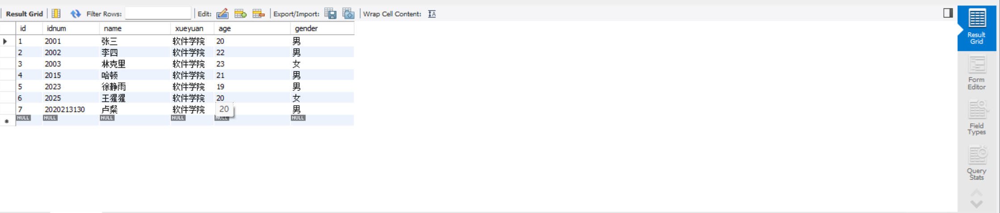 Result Grid Filter Rows: Edit: Export/Import: Wrap Cell Content:
id idnum name xueyuan age gender
1 2001 张三 软件学院 20 男
2 2002 李四 软件学院 22 男
3 2003 林克里 软件学院 23 女
4 2015 哈顿 软件学院 21 男
5 2023 徐静雨 软件学院 19 男
6 2025 王猩猩 软件学院 20 女
7 2020213130 卢粲 软件学院 20 男
NULL NULL NULL NULL NULL NULL
Result
Grid
Form
Editor
Field
Types
Query
Stats